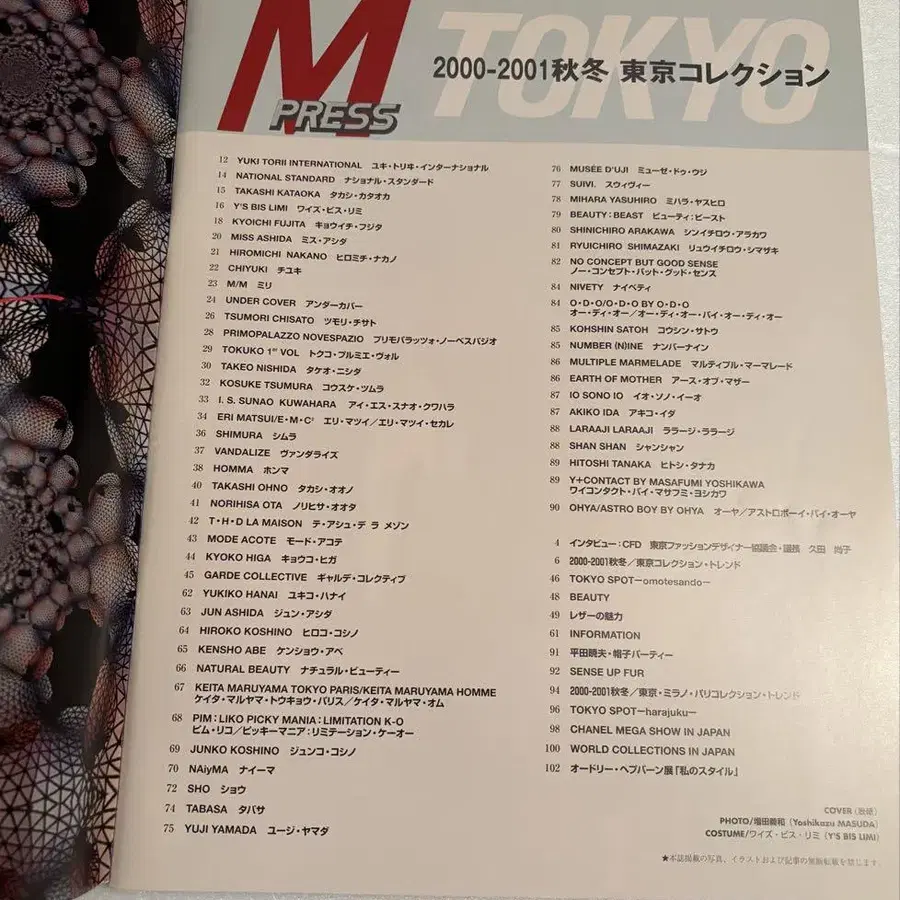 M PRESS
TOKYO
2000-2001秋冬 東京コレクション
12 YUKI TORII INTERNATIONAL ユキ・トリヰ・インターナショナル
14 NATIONAL STANDARD ナショナル・スタンダード
15 TAKASHI KATAOKA タカシ・カタオカ
16 Y'S BIS LIMI ワイズ・ビス・リミ
18 KYOICHI FUJITA キョウイチ・フジタ
20 MISS ASHIDA ミス・アシダ
21 HIROMICHI NAKANO ヒロミチ・ナカノ
22 CHIYUKI チユキ
23 M/M ミリ
24 UNDER COVER アンダーカバー
26 TSUMORI CHISATO ツモリ・チサト
28 PRIMOPALAZZO NOVESPAZIO プリモパラッツォ・ノーベスパジオ
29 TOKUKO 1er VOL トクコ・プルミエ・ヴォル
30 TAKEO NISHIDA タケオ・ニシダ
32 KOSUKE TSUMURA コウスケ・ツムラ
33 I. S. SUNAO KUWAHARA アイ・エス・スナオ・クワハラ
34 ERI MATSUI/E・M・C² エリ・マツイ/エリ・マツイ・セカレ
36 SHIMURA シムラ
37 VANDALIZE ヴァンダライズ
38 HOMMA ホンマ
40 TAKASHI OHNO タカシ・オオノ
41 NORIHISA OTA ノリヒサ・オオタ
42 T・H・D LA MAISON テ・アシュ・デ ラ メゾン
43 MODE ACOTE モード・アコテ
44 KYOKO HIGA キョウコ・ヒガ
45 GARDE COLLECTIVE ギャルデ・コレクティブ
62 YUKIKO HANAI ユキコ・ハナイ
63 JUN ASHIDA ジュン・アシダ
64 HIROKO KOSHINO ヒロコ・コシノ
65 KENSHO ABE ケンショウ・アベ
66 NATURAL BEAUTY ナチュラル・ビューティー
67 KEITA MARUYAMA TOKYO PARIS/KEITA MARUYAMA HOMME
ケイタ・マルヤマ・トウキョウ・パリス/ケイタ・マルヤマ・オム
68 PIM:LIKO PICKY MANIA:LIMITATION K-O
ピム・リコ/ピッキーマニア:リミテーション・ケーオー
69 JUNKO KOSHINO ジュンコ・コシノ
70 NAiyMA ナイーマ
72 SHO ショウ
74 TABASA タバサ
75 YUJI YAMADA ユージ・ヤマダ
76 MUSÉE D'UJI ミューゼ・ドゥ・ウジ
77 SUIVI. スウィヴィー
78 MIHARA YASUHIRO ミハラ・ヤスヒロ
79 BEAUTY:BEAST ビューティ:ビースト
80 SHINICHIRO ARAKAWA シンイチロウ・アラカワ
81 RYUICHIRO SHIMAZAKI リュウイチロウ・シマザキ
82 NO CONCEPT BUT GOOD SENSE
ノー・コンセプト・バット・グッド・センス
84 NIVETY ナイベティ
84 O・D・O/O・D・O BY O・D・O
オー・ディ・オー/オー・ディ・オー・バイ・オー・ディ・オー
85 KOHSHIN SATOH コウシン・サトウ
85 NUMBER (N)INE ナンバーナイン
86 MULTIPLE MARMELADE マルティプル・マーマレード
86 EARTH OF MOTHER アース・オブ・マザー
87 IO SONO IO イオ・ソノ・イーオ
87 AKIKO IDA アキコ・イダ
88 LARAAJI LARAAJI ララージ・ララージ
88 SHAN SHAN シャンシャン
89 HITOSHI TANAKA ヒトシ・タナカ
89 Y+CONTACT BY MASAFUMI YOSHIKAWA
ワイコンタクト・バイ・マサフミ・ヨシカワ
90 OHYA/ASTRO BOY BY OHYA オーヤ/アストロボーイ・バイ・オーヤ
4 インタビュー:CFD 東京ファッションデザイナー協議会・議長 久田 尚子
6 2000-2001秋冬/東京コレクション・トレンド
46 TOKYO SPOT－omotesando－
48 BEAUTY
49 レザーの魅力
61 INFORMATION
91 平田暁夫・帽子パーティー
92 SENSE UP FUR
94 2000-2001秋冬/東京・ミラノ・パリコレクション・トレンド
96 TOKYO SPOT－harajuku－
98 CHANEL MEGA SHOW IN JAPAN
100 WORLD COLLECTIONS IN JAPAN
102 オードリー・ヘプバーン展「私のスタイル」
COVER (表紙)
PHOTO/増田義和 (Yoshikazu MASUDA)
COSTUME/ワイズ・ビス・リミ (Y'S BIS LIMI)
★本誌掲載の写真、イラストおよび記事の無断転載を禁じます。